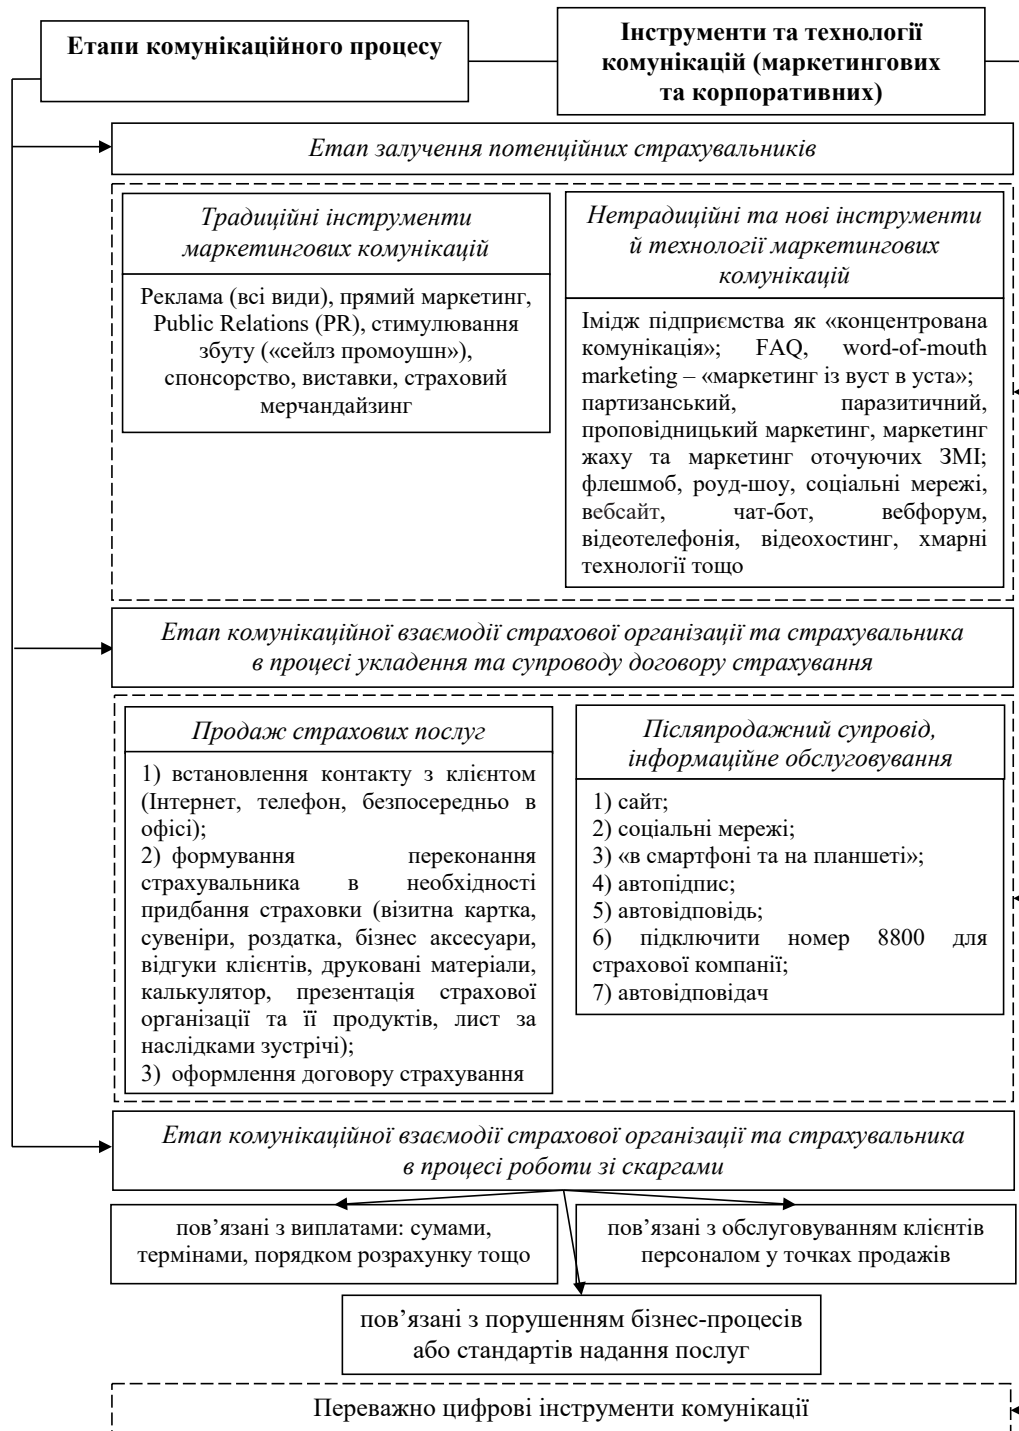 Етапи комунікаційного процесу
Інструменти та технології
комунікацій (маркетингових
та корпоративних)
Етап залучення потенційних страхувальників
Традиційні інструменти
маркетингових комунікацій
Реклама (всі види), прямий маркетинг,
Public Relations (PR), стимулювання
збуту («сейлз промоушн»),
спонсорство, виставки, страховий
мерчандайзинг
Нетрадиційні та нові інструменти
й технології маркетингових
комунікацій
Імідж підприємства як «концентрована
комунікація»; FAQ, word-of-mouth
marketing – «маркетинг із вуст в уста»;
партизанський, паразитичний,
проповідницький маркетинг, маркетинг
жаху та маркетинг оточуючих ЗМІ;
флешмоб, роуд-шоу, соціальні мережі,
вебсайт, чат-бот, вебфорум,
відеотелефонія, відеохостинг, хмарні
технології тощо
Етап комунікаційної взаємодії страхової організації та страхувальника
в процесі укладення та супроводу договору страхування
Продаж страхових послуг
1) встановлення контакту з клієнтом
(Інтернет, телефон, безпосередньо в
офісі);
2) формування переконання
страхувальника в необхідності
придбання страховки (візитна картка,
сувеніри, роздатка, бізнес аксесуари,
відгуки клієнтів, друковані матеріали,
калькулятор, презентація страхової
організації та її продуктів, лист за
наслідками зустрічі);
3) оформлення договору страхування
Післяпродажний супровід,
інформаційне обслуговування
1) сайт;
2) соціальні мережі;
3) «в смартфоні та на планшеті»;
4) автопідпис;
5) автовідповідь;
6) підключити номер 8800 для
страхової компанії;
7) автовідповідач
Етап комунікаційної взаємодії страхової організації та страхувальника
в процесі роботи зі скаргами
пов’язані з виплатами: сумами,
термінами, порядком розрахунку тощо
пов’язані з обслуговуванням клієнтів
персоналом у точках продажів
пов’язані з порушенням бізнес-процесів
або стандартів надання послуг
Переважно цифрові інструменти комунікації